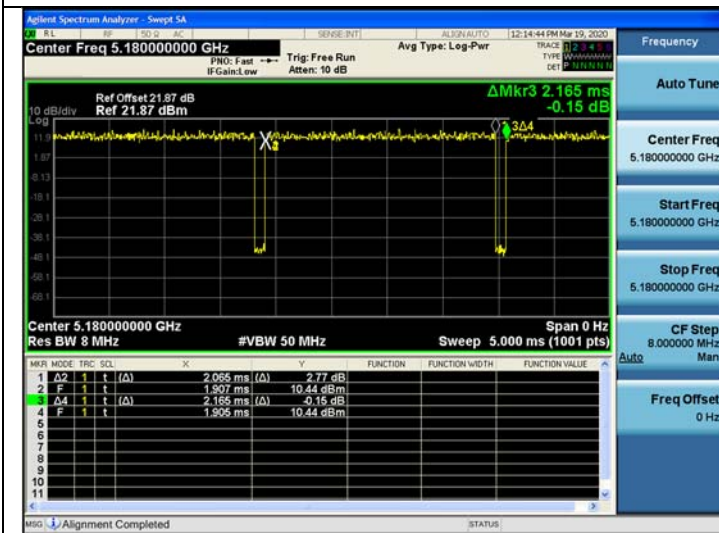 Agilent Spectrum Analyzer - Swept SA
RL RF 50 Ω AC SENSE:INT ALIGN AUTO 12:14:44 PM Mar 19, 2020
Center Freq 5.180000000 GHz
PNO: Fast
IFGain:Low
Trig: Free Run
Atten: 10 dB
Avg Type: Log-Pwr
TRACE 1 2 3 4 5 6
TYPE
DET P N N N N N
Frequency
Auto Tune
Center Freq
5.180000000 GHz
Start Freq
5.180000000 GHz
Stop Freq
5.180000000 GHz
CF Step
8.000000 MHz
Auto Man
Freq Offset
0 Hz
ΔMkr3 2.165 ms
-0.15 dB
Ref Offset 21.87 dB
10 dB/div Ref 21.87 dBm
Log
11.9
1.87
-8.13
-18.1
-28.1
-38.1
-48.1
-58.1
-68.1
3Δ4
Center 5.180000000 GHz Span 0 Hz
Res BW 8 MHz #VBW 50 MHz Sweep 5.000 ms (1001 pts)
MKR MODE TRC SCL X Y FUNCTION FUNCTION WIDTH FUNCTION VALUE
1 Δ2 1 t (Δ) 2.065 ms (Δ) 2.77 dB
2 F 1 t 1.907 ms 10.44 dBm
3 Δ4 1 t (Δ) 2.165 ms (Δ) -0.15 dB
4 F 1 t 1.905 ms 10.44 dBm
5
6
7
8
9
10
11
MSG Alignment Completed STATUS